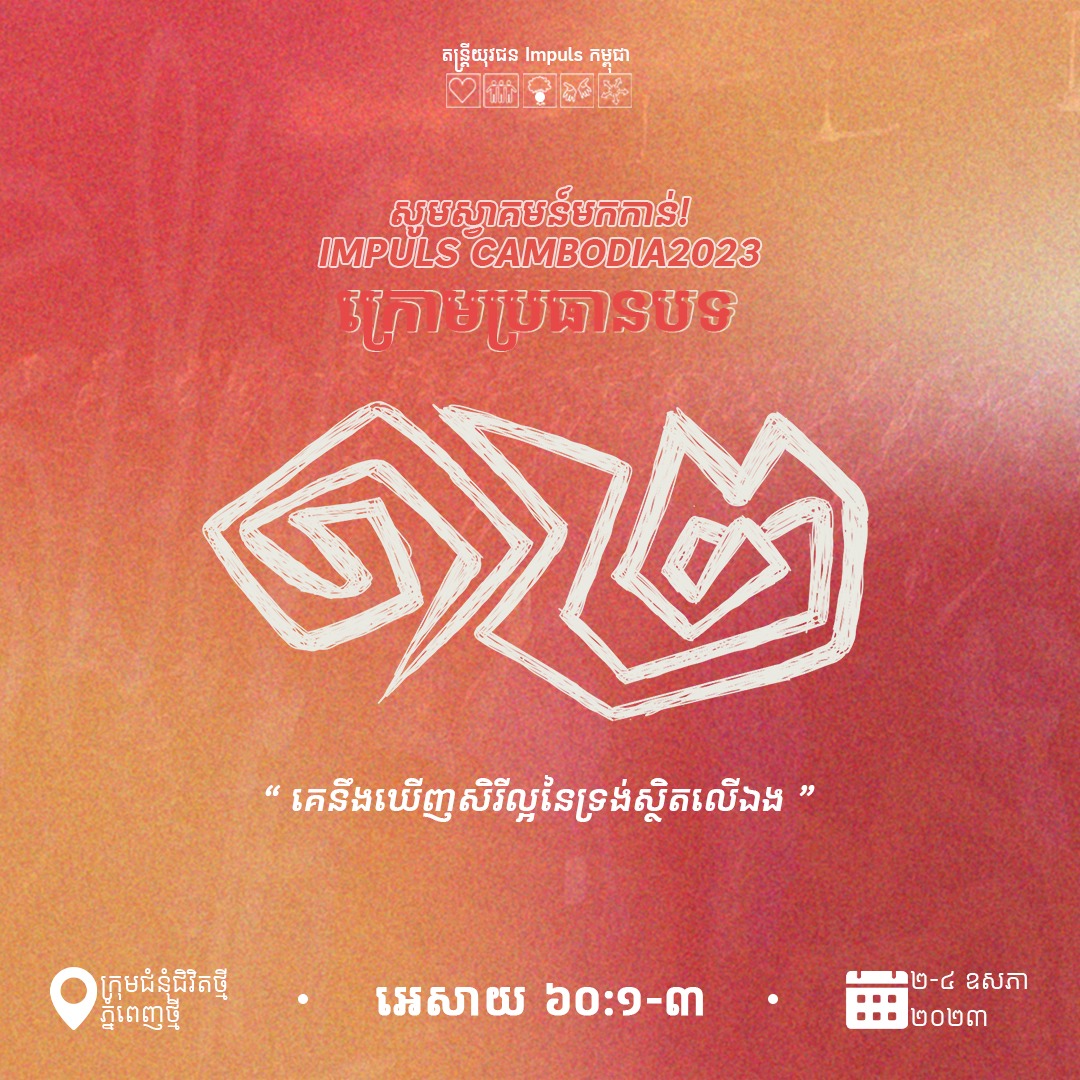 តន្ត្រីយុវជន Impuls កម្ពុជា
សូមស្វាគមន៍មកកាន់!
IMPULS CAMBODIA2023
ក្រោមប្រធានបទ
“ គេនឹងឃើញសិរីល្អនៃទ្រង់ស្ថិតលើឯង ”
ក្រុមជំនុំជិវិតថ្មី
ភ្នំពេញថ្មី
• អេសាយ ៦០:១-៣ •
២-៤ ឧសភា
២០២៣